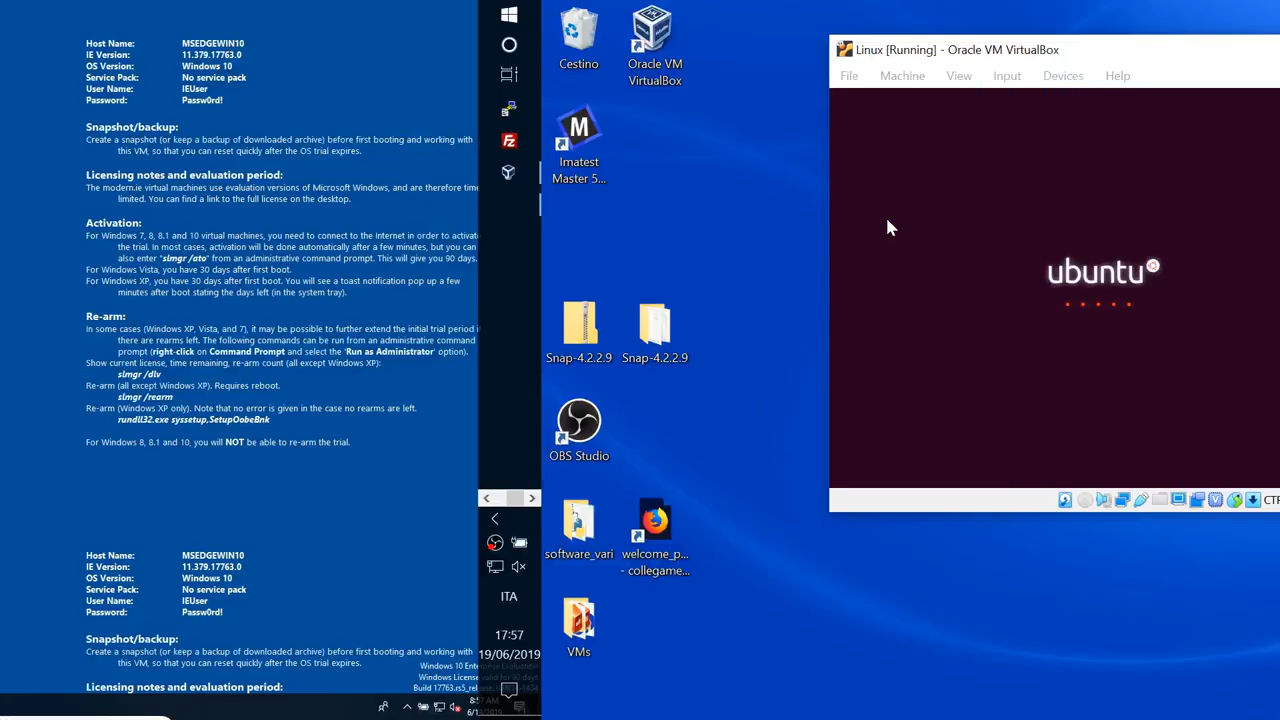 Host Name: MSEDGEWIN10
IE Version: 11.379.17763.0
OS Version: Windows 10
Service Pack: No service pack
User Name: IEUser
Password: Passw0rd!
Snapshot/backup:
Create a snapshot (or keep a backup of downloaded archive) before first booting and working with
this VM, so that you can reset quickly after the OS trial expires.
Licensing notes and evaluation period:
The modern.ie virtual machines use evaluation versions of Microsoft Windows, and are therefore time
limited. You can find a link to the full license on the desktop.
Activation:
For Windows 7, 8, 8.1 and 10 virtual machines, you need to connect to the Internet in order to activate
the trial. In most cases, activation will be done automatically after a few minutes, but you can
also enter "slmgr /ato" from an administrative command prompt. This will give you 90 days.
For Windows Vista, you have 30 days after first boot.
For Windows XP, you have 30 days after first boot. You will see a toast notification pop up a few
minutes after boot stating the days left (in the system tray).
Re-arm:
In some cases (Windows XP, Vista, and 7), it may be possible to further extend the initial trial period if
there are rearms left. The following commands can be run from an administrative command
prompt (right-click on Command Prompt and select the 'Run as Administrator' option).
Show current license, time remaining, re-arm count (all except Windows XP):
slmgr /dlv
Re-arm (all except Windows XP). Requires reboot.
slmgr /rearm
Re-arm (Windows XP only). Note that no error is given in the case no rearms are left.
rundll32.exe syssetup,SetupOobeBnk
For Windows 8, 8.1 and 10, you will NOT be able to re-arm the trial.
Host Name: MSEDGEWIN10
IE Version: 11.379.17763.0
OS Version: Windows 10
Service Pack: No service pack
User Name: IEUser
Password: Passw0rd!
Snapshot/backup:
Create a snapshot (or keep a backup of downloaded archive) before first booting and working with
this VM, so that you can reset quickly after the OS trial expires.
Licensing notes and evaluation period:
Windows 10
Windows License valid for 90 days
Build 17763.rs5
ITA
17:57
19/06/2019
Cestino
Oracle VM
VirtualBox
M
Imatest
Master 5...
Snap-4.2.2.9
Snap-4.2.2.9
OBS Studio
software_vari
welcome_p...
- collegame...
VMs
Linux [Running] - Oracle VM VirtualBox
File Machine View Input Devices Help
ubuntu